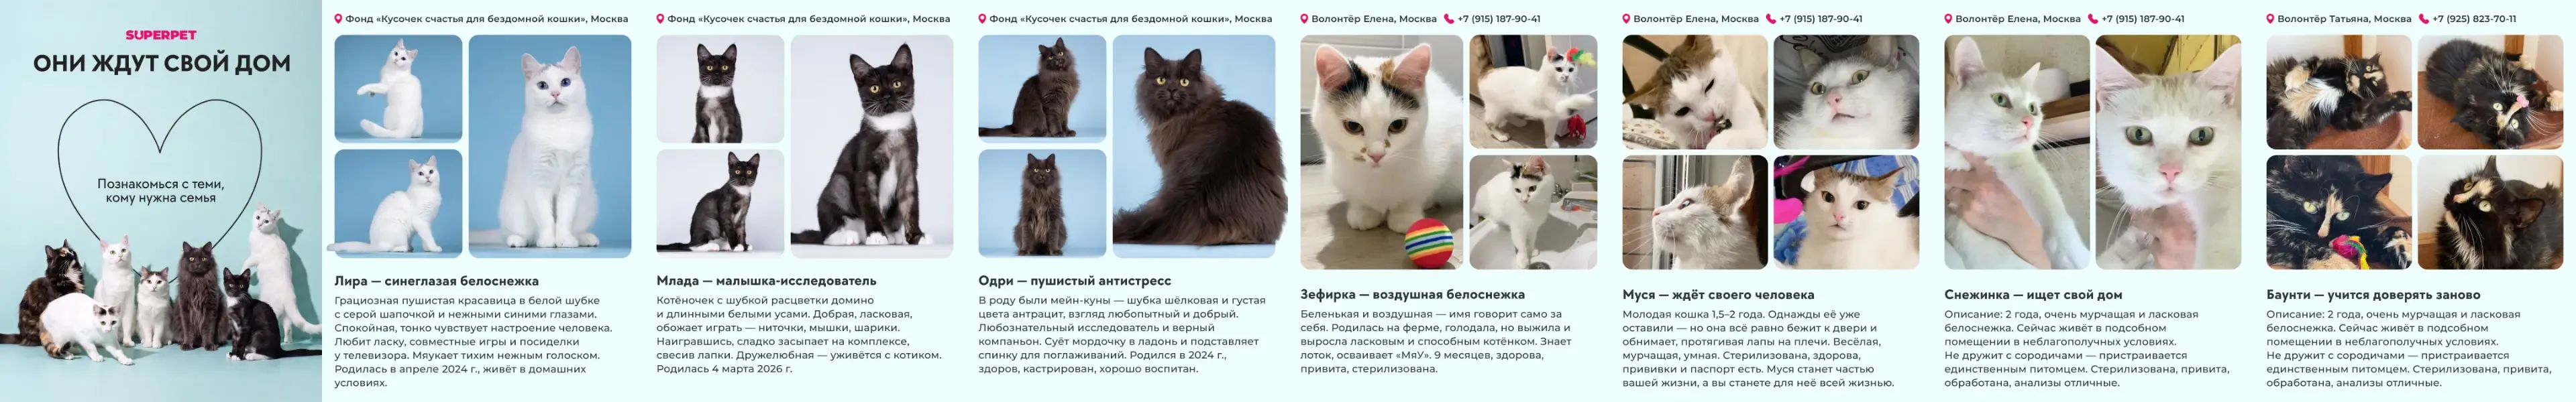 SUPERPET
ОНИ ЖДУТ СВОЙ ДОМ
Познакомься с теми,
кому нужна семья
Фонд «Кусочек счастья для бездомной кошки», Москва
Лира — синеглазая белоснежка
Грациозная пушистая красавица в белой шубке
с серой шапочкой и нежными синими глазами.
Спокойная, тонко чувствует настроение человека.
Любит ласку, совместные игры и посиделки
у телевизора. Мяукает тихим нежным голоском.
Родилась в апреле 2024 г., живёт в домашних
условиях.
Фонд «Кусочек счастья для бездомной кошки», Москва
Млада — малышка-исследователь
Котёночек с шубкой расцветки домино
и длинными белыми усами. Добрая, ласковая,
обожает играть — ниточки, мышки, шарики.
Наигравшись, сладко засыпает на комплексе,
свесив лапки. Дружелюбная — уживётся с котиком.
Родилась 4 марта 2026 г.
Фонд «Кусочек счастья для бездомной кошки», Москва
Одри — пушистый антистресс
В роду были мейн-куны — шубка шёлковая и густая
цвета антрацит, взгляд любопытный и добрый.
Любознательный исследователь и верный
компаньон. Суёт мордочку в ладонь и подставляет
спинку для поглаживаний. Родился в 2024 г.,
здоров, кастрирован, хорошо воспитан.
Волонтёр Елена, Москва +7 (915) 187-90-41
Зефирка — воздушная белоснежка
Беленькая и воздушная — имя говорит само за
себя. Родилась на ферме, голодала, но выжила и
выросла ласковым и способным котёнком. Знает
лоток, осваивает «МяУ». 9 месяцев, здорова,
привита, стерилизована.
Волонтёр Елена, Москва +7 (915) 187-90-41
Муся — ждёт своего человека
Молодая кошка 1,5–2 года. Однажды её уже
оставили — но она всё равно бежит к двери и
обнимает, протягивая лапы на плечи. Весёлая,
мурчащая, умная. Стерилизована, здорова,
прививки и паспорт есть. Муся станет частью
вашей жизни, а вы станете для неё всей жизнью.
Волонтёр Елена, Москва +7 (915) 187-90-41
Снежинка — ищет свой дом
Описание: 2 года, очень мурчащая и ласковая
белоснежка. Сейчас живёт в подсобном
помещении в неблагополучных условиях.
Не дружит с сородичами — пристраивается
единственным питомцем. Стерилизована, привита,
обработана, анализы отличные.
Волонтёр Татьяна, Москва +7 (925) 823-70-11
Баунти — учится доверять заново
Описание: 2 года, очень мурчащая и ласковая
белоснежка. Сейчас живёт в подсобном
помещении в неблагополучных условиях.
Не дружит с сородичами — пристраивается
единственным питомцем. Стерилизована, привита,
обработана, анализы отличные.